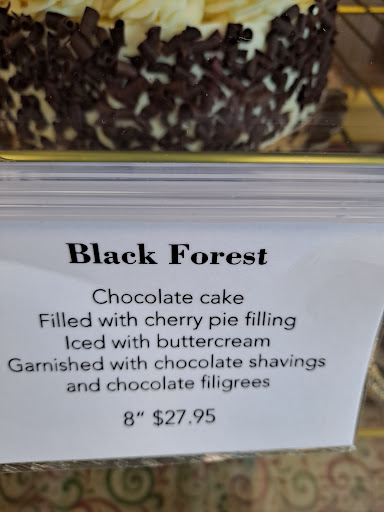 Black Forest
Chocolate cake
Filled with cherry pie filling
Iced with buttercream
Garnished with chocolate shavings
and chocolate filigrees
8" $27.95